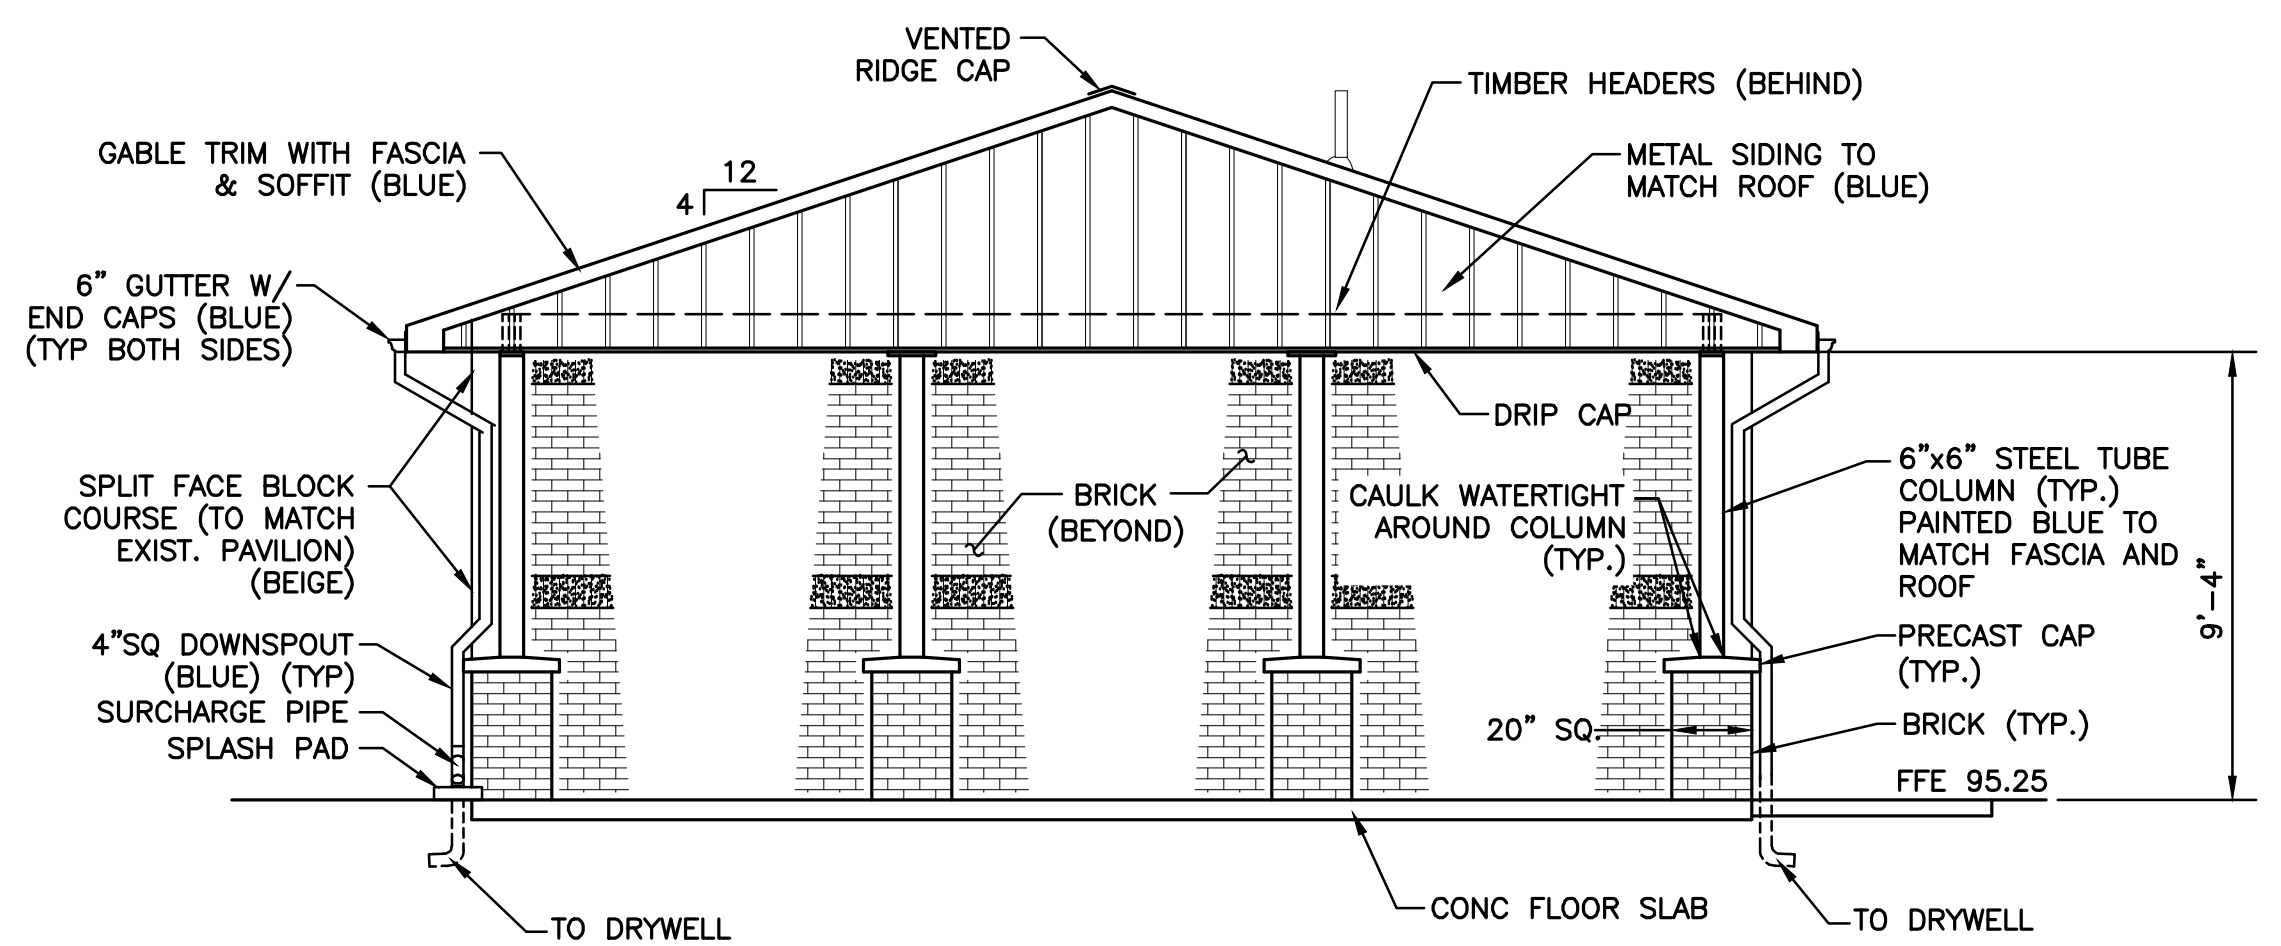 VENTED
RIDGE CAP
TIMBER HEADERS (BEHIND)
GABLE TRIM WITH FASCIA
& SOFFIT (BLUE)
12
4
METAL SIDING TO
MATCH ROOF (BLUE)
6" GUTTER W/
END CAPS (BLUE)
(TYP BOTH SIDES)
DRIP CAP
SPLIT FACE BLOCK
COURSE (TO MATCH
EXIST. PAVILION)
(BEIGE)
BRICK
(BEYOND)
CAULK WATERTIGHT
AROUND COLUMN
(TYP.)
6"x6" STEEL TUBE
COLUMN (TYP.)
PAINTED BLUE TO
MATCH FASCIA AND
ROOF
9'-4"
4"SQ DOWNSPOUT
(BLUE) (TYP)
SURCHARGE PIPE
SPLASH PAD
PRECAST CAP
(TYP.)
20" SQ.
BRICK (TYP.)
FFE 95.25
CONC FLOOR SLAB
TO DRYWELL
TO DRYWELL